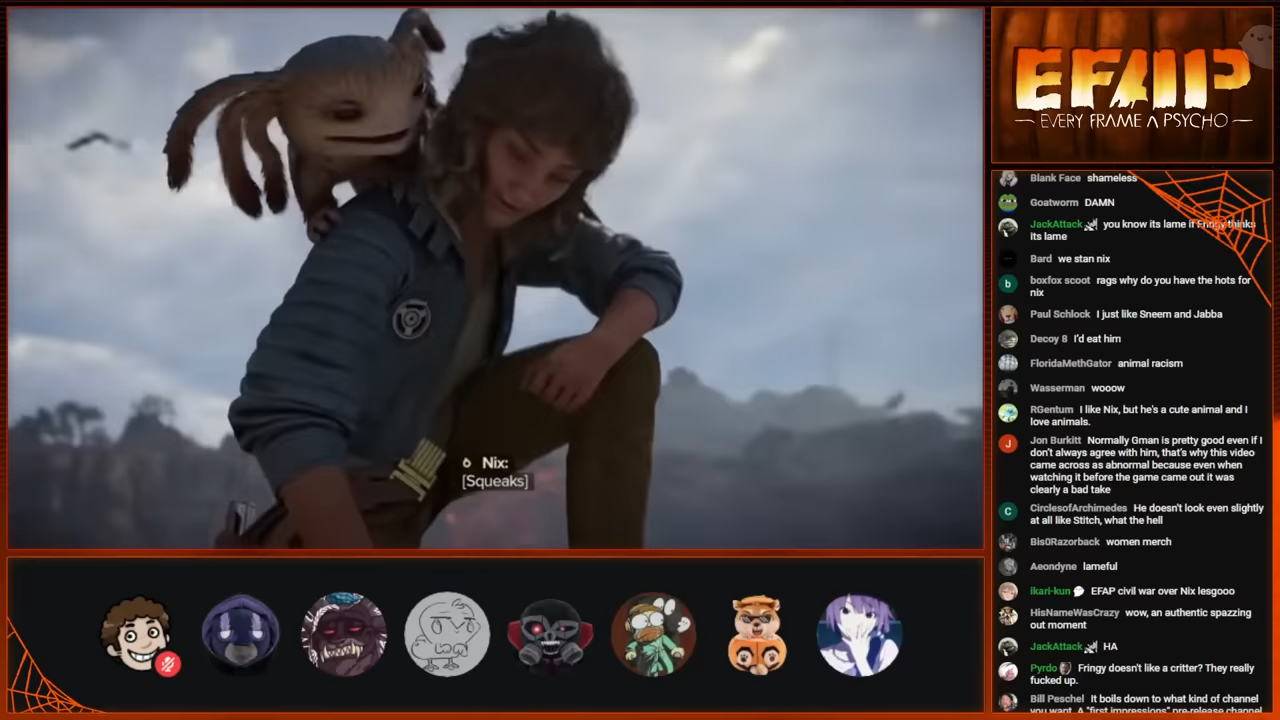 EFAP
EVERY FRAME A PSYCHO
Blank Face shameless
Goatworm DAMN
JackAttack you know its lame if Fringy thinks
its lame
Bard we stan nix
b
boxfox scoot rags why do you have the hots for
nix
Paul Schlock I just like Sneem and Jabba
Decoy 8 I'd eat him
FloridaMethGator animal racism
Wasserman wooow
RGentum I like Nix, but he's a cute animal and I
love animals.
J
Jon Burkitt Normally Gman is pretty good even if I
don't always agree with him, that's why this video
came across as abnormal because even when
watching it before the game came out it was
clearly a bad take
C
CirclesofArchimedes He doesn't look even slightly
at all like Stitch, what the hell
Bis0Razorback women merch
Aeondyne lameful
ikari-kun EFAP civil war over Nix lesgooo
HisNameWasCrazy wow, an authentic spazzing
out moment
JackAttack HA
Pyrdo Fringy doesn't like a critter? They really
fucked up.
Bill Peschel It boils down to what kind of channel
you want. A "first impressions" pre-release channel
Nix:
[Squeaks]